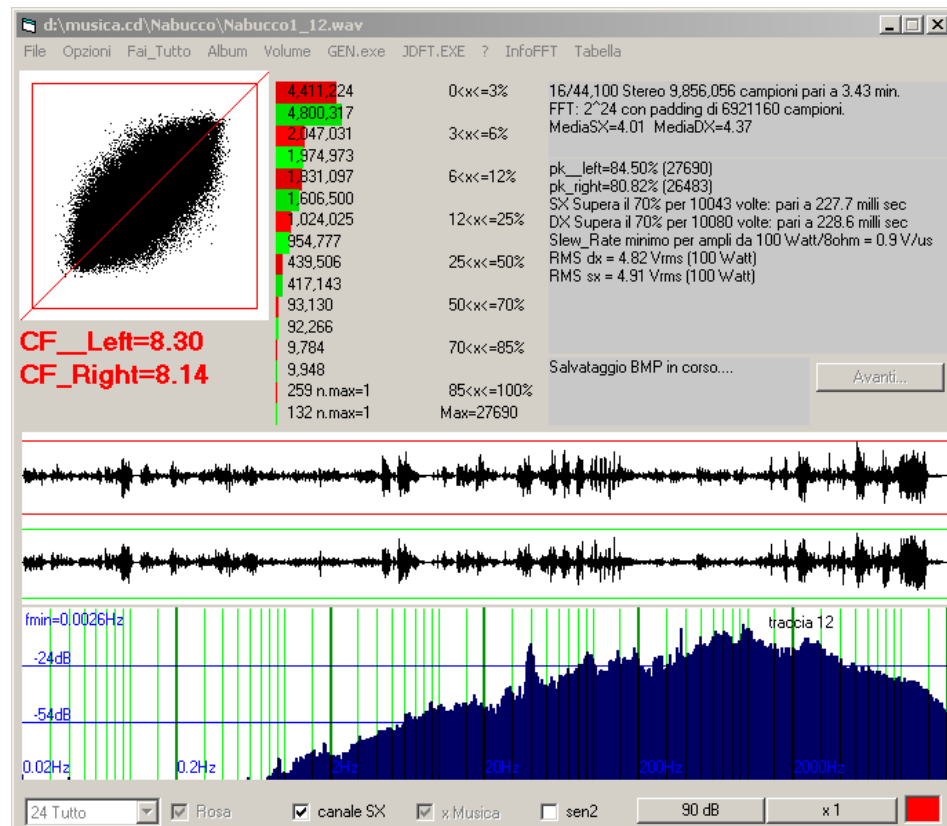 d:\musica.cd\Nabucco\Nabucco1_12.wav
File Opzioni Fai_Tutto Album Volume GEN.exe JDFT.EXE ? InfoFFT Tabella
4,411,224 0<x<=3%
4,800,317
2,047,031 3<x<=6%
1,974,973
1,831,097 6<x<=12%
1,606,500
1,024,025 12<x<=25%
954,777
439,506 25<x<=50%
417,143
93,130 50<x<=70%
92,266
9,784 70<x<=85%
9,948
259 n.max=1 85<x<=100%
132 n.max=1 Max=27690
CF__Left=8.30
CF_Right=8.14
16/44,100 Stereo 9,856,056 campioni pari a 3.43 min.
FFT: 2^24 con padding di 6921160 campioni.
MediaSX=4.01 MediaDX=4.37
pk__left=84.50% (27690)
pk_right=80.82% (26483)
SX Supera il 70% per 10043 volte: pari a 227.7 milli sec
DX Supera il 70% per 10080 volte: pari a 228.6 milli sec
Slew_Rate minimo per ampli da 100 Watt/8ohm = 0.9 V/us
RMS dx = 4.82 Vrms (100 Watt)
RMS sx = 4.91 Vrms (100 Watt)
Salvataggio BMP in corso....
Avanti...
fmin=0.0026Hz
traccia 12
-24dB
-54dB
0.02Hz 0.2Hz 2Hz 20Hz 200Hz 2000Hz
24 Tutto Rosa canale SX x Musica sen2 90 dB x 1